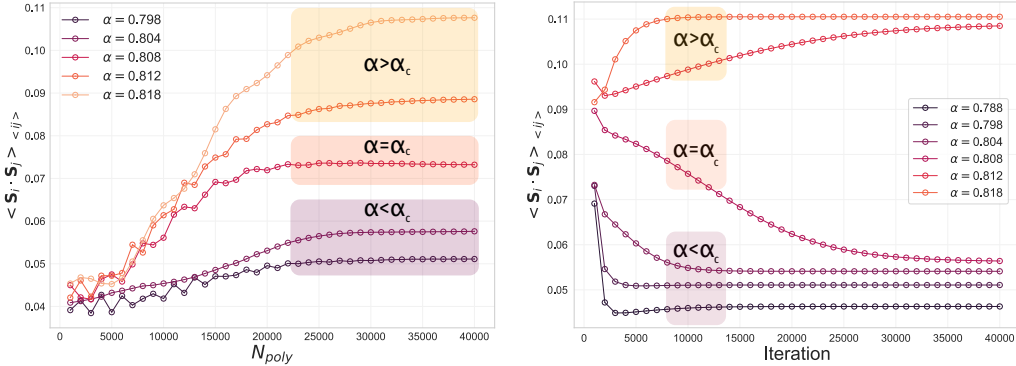 0.11
0.10
0.09
0.08
0.07
0.06
0.05
0.04
< S_i · S_j > _{<ij>}
α = 0.798
α = 0.804
α = 0.808
α = 0.812
α = 0.818
α>α_c
α=α_c
α<α_c
0 5000 10000 15000 20000 25000 30000 35000 40000
N_{poly}
0.11
0.10
0.09
0.08
0.07
0.06
0.05
< S_i · S_j > _{<ij>}
α>α_c
α=α_c
α<α_c
α = 0.788
α = 0.798
α = 0.804
α = 0.808
α = 0.812
α = 0.818
0 5000 10000 15000 20000 25000 30000 35000 40000
Iteration